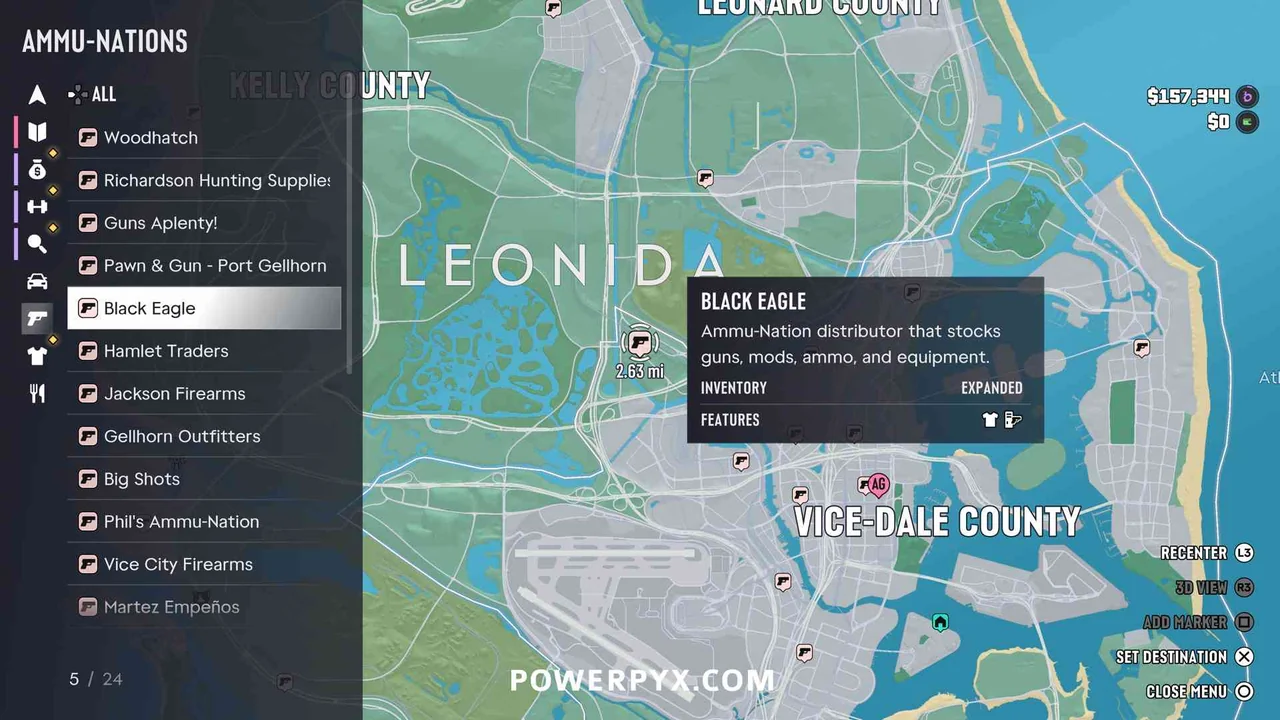 AMMU-NATIONS
ALL
Woodhatch
Richardson Hunting Supplies
Guns Aplenty!
Pawn & Gun - Port Gellhorn
Black Eagle
Hamlet Traders
Jackson Firearms
Gellhorn Outfitters
Big Shots
Phil's Ammu-Nation
Vice City Firearms
Martez Empeños
5 / 24
LEONARD COUNTY
KELLY COUNTY
$157,344
$0
LEONIDA
2.63 mi
BLACK EAGLE
Ammu-Nation distributor that stocks
guns, mods, ammo, and equipment.
INVENTORY EXPANDED
FEATURES
Atl
AG
VICE-DALE COUNTY
RECENTER L3
3D VIEW R3
ADD MARKER
SET DESTINATION
CLOSE MENU
POWERPYX.COM